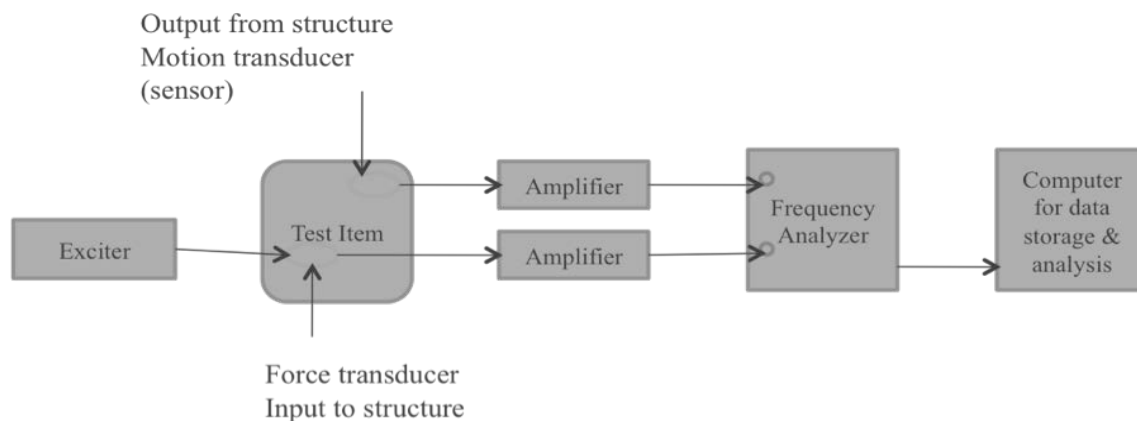 Output from structure
Motion transducer
(sensor)
Exciter
Test Item
Amplifier
Amplifier
Frequency
Analyzer
Computer
for data
storage &
analysis
Force transducer
Input to structure